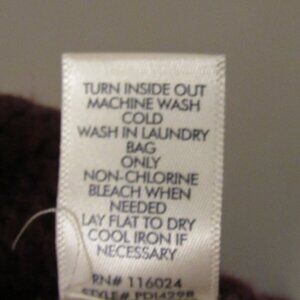 TURN INSIDE OUT
MACHINE WASH
COLD
WASH IN LAUNDRY
BAG
ONLY
NON-CHLORINE
BLEACH WHEN
NEEDED
LAY FLAT TO DRY
COOL IRON IF
NECESSARY
RN# 116024
STYLE#